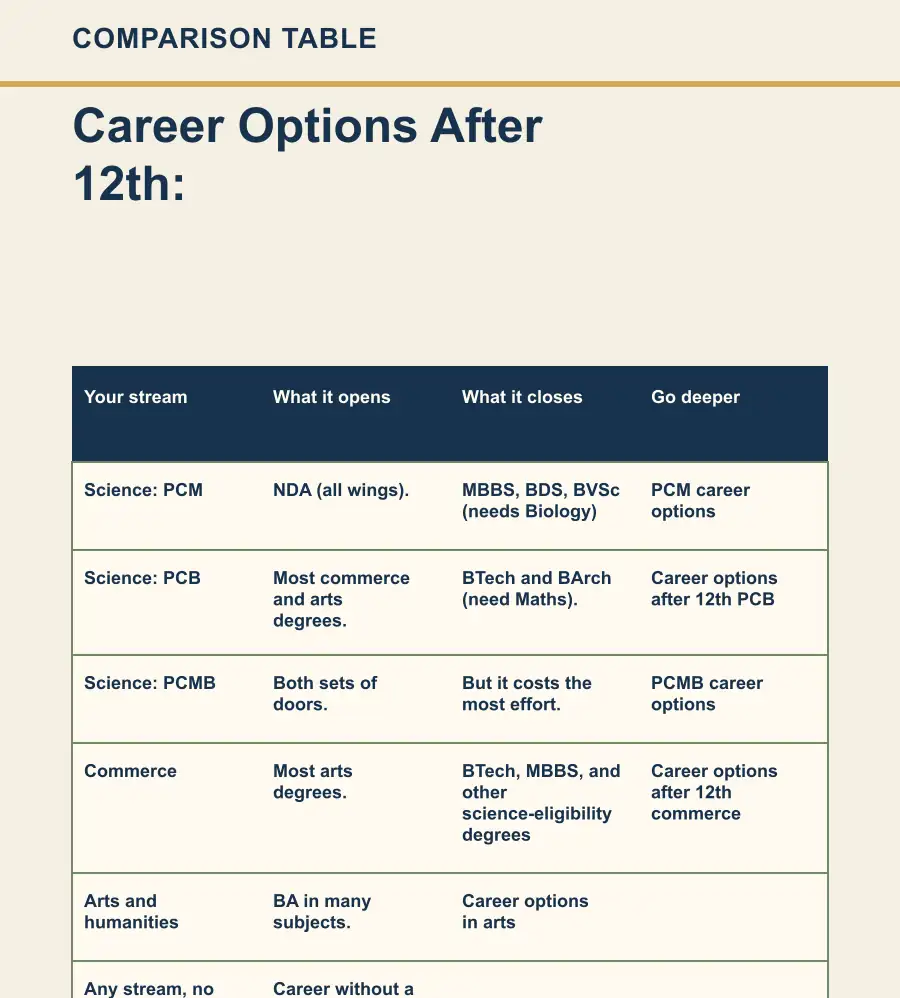 COMPARISON TABLE
Career Options After
12th:
Your stream What it opens What it closes Go deeper
Science: PCM NDA (all wings). MBBS, BDS, BVSc PCM career
(needs Biology) options
Science: PCB Most commerce BTech and BArch Career options
and arts (need Maths). after 12th PCB
degrees.
Science: PCMB Both sets of But it costs the PCMB career
doors. most effort. options
Commerce Most arts BTech, MBBS, and Career options
degrees. other after 12th
science-eligibility commerce
degrees
Arts and BA in many Career options
humanities subjects. in arts
Any stream, no Career without a